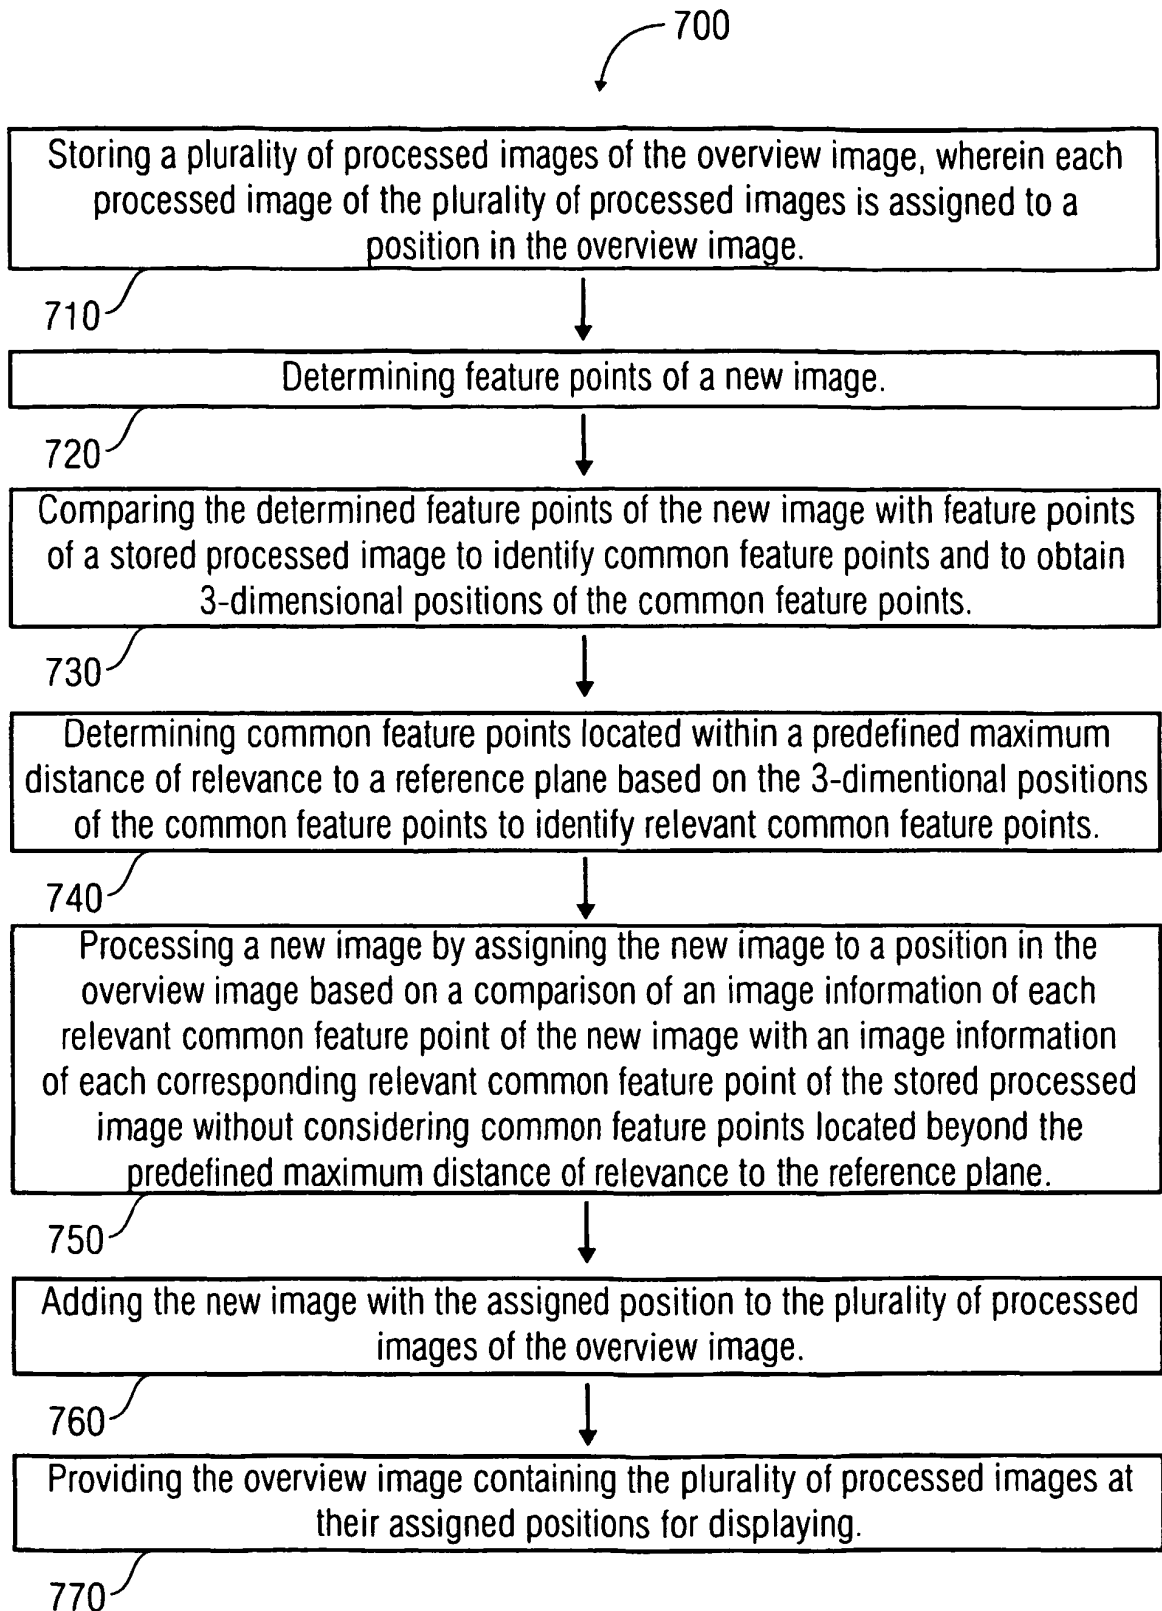 700
Storing a plurality of processed images of the overview image, wherein each
processed image of the plurality of processed images is assigned to a
position in the overview image.
710
Determining feature points of a new image.
720
Comparing the determined feature points of the new image with feature points
of a stored processed image to identify common feature points and to obtain
3-dimensional positions of the common feature points.
730
Determining common feature points located within a predefined maximum
distance of relevance to a reference plane based on the 3-dimentional positions
of the common feature points to identify relevant common feature points.
740
Processing a new image by assigning the new image to a position in the
overview image based on a comparison of an image information of each
relevant common feature point of the new image with an image information
of each corresponding relevant common feature point of the stored processed
image without considering common feature points located beyond the
predefined maximum distance of relevance to the reference plane.
750
Adding the new image with the assigned position to the plurality of processed
images of the overview image.
760
Providing the overview image containing the plurality of processed images at
their assigned positions for displaying.
770